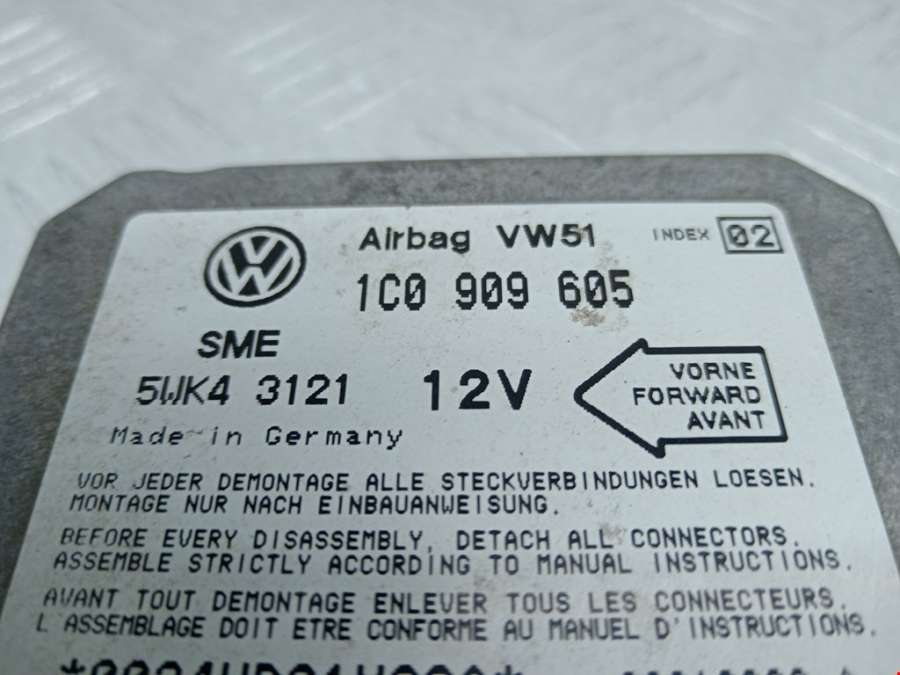 Airbag VW51 INDEX 02
1C0 909 605
SME
5WK4 3121 12V
VORNE
FORWARD
AVANT
Made in Germany
VOR JEDER DEMONTAGE ALLE STECKVERBINDUNGEN LOESEN.
MONTAGE NUR NACH EINBAUANWEISUNG.
BEFORE EVERY DISASSEMBLY, DETACH ALL CONNECTORS.
ASSEMBLE STRICTLY ACCORDING TO MANUAL INSTRUCTIONS.
AVANT TOUT DEMONTAGE ENLEVER TOUS LES CONNECTEURS.
L'ASSEMBLAGE DOIT ETRE CONFORME AU MANUEL D'INSTRUCTIONS.